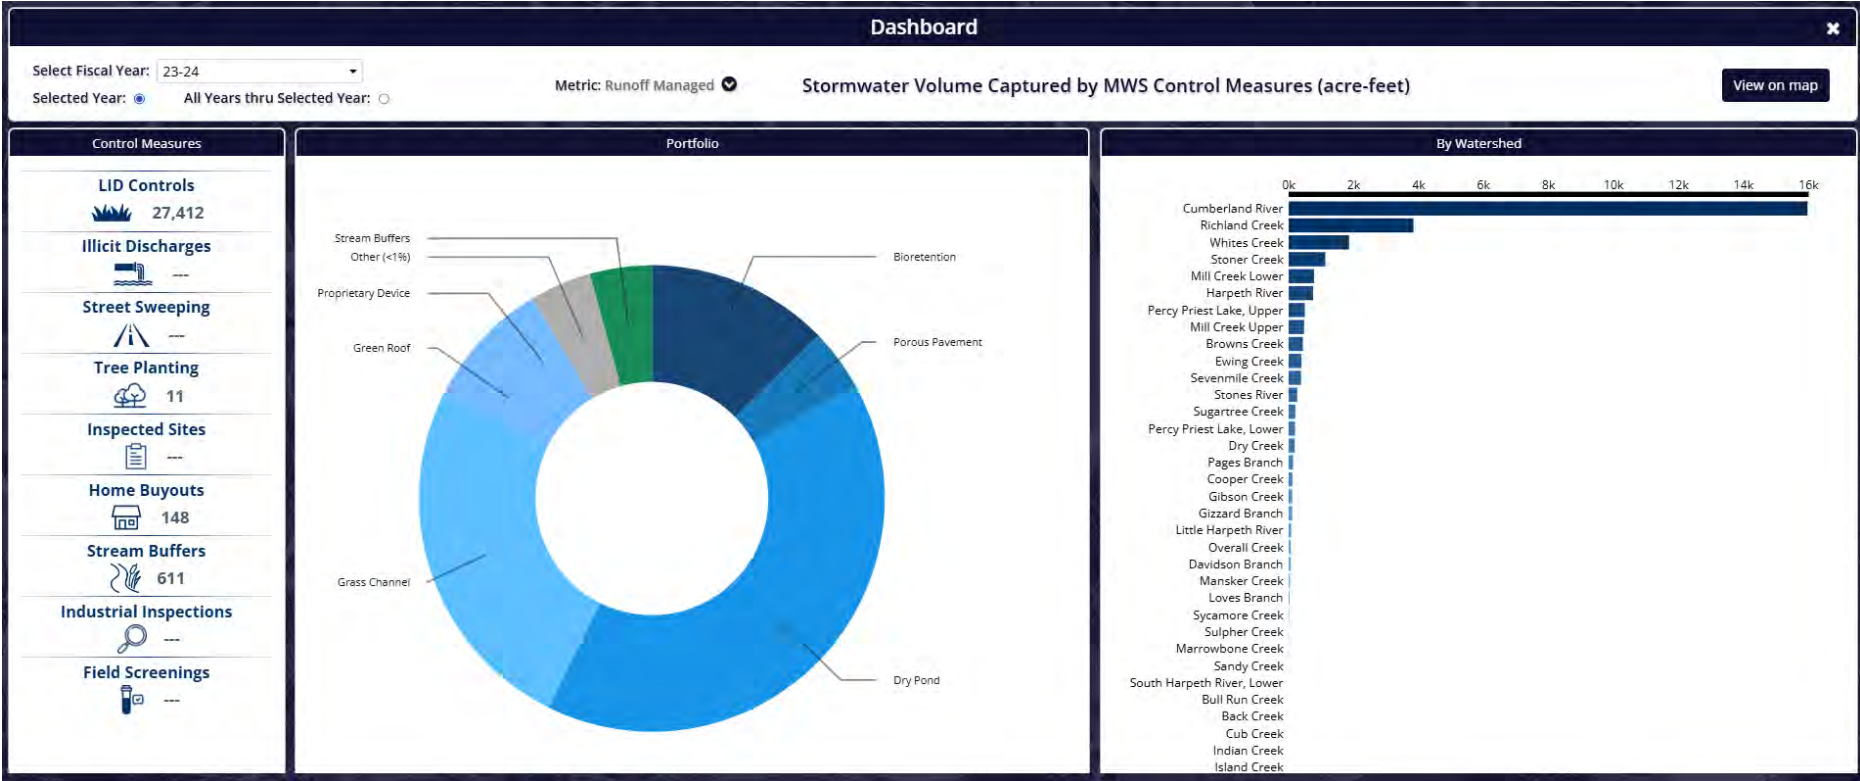 Dashboard
Select Fiscal Year: 23-24
Selected Year: All Years thru Selected Year:
Metric: Runoff Managed
Stormwater Volume Captured by MWS Control Measures (acre-feet)
View on map
Control Measures
LID Controls
27,412
Illicit Discharges
---
Street Sweeping
---
Tree Planting
11
Inspected Sites
---
Home Buyouts
148
Stream Buffers
611
Industrial Inspections
---
Field Screenings
---
Portfolio
Stream Buffers
Other (<1%)
Proprietary Device
Green Roof
Grass Channel
Bioretention
Porous Pavement
Dry Pond
By Watershed
0k 2k 4k 6k 8k 10k 12k 14k 16k
Cumberland River
Richland Creek
Whites Creek
Stoner Creek
Mill Creek Lower
Harpeth River
Percy Priest Lake, Upper
Mill Creek Upper
Browns Creek
Ewing Creek
Sevenmile Creek
Stones River
Sugartree Creek
Percy Priest Lake, Lower
Dry Creek
Pages Branch
Cooper Creek
Gibson Creek
Gizzard Branch
Little Harpeth River
Overall Creek
Davidson Branch
Mansker Creek
Loves Branch
Sycamore Creek
Sulpher Creek
Marrowbone Creek
Sandy Creek
South Harpeth River, Lower
Bull Run Creek
Back Creek
Cub Creek
Indian Creek
Island Creek